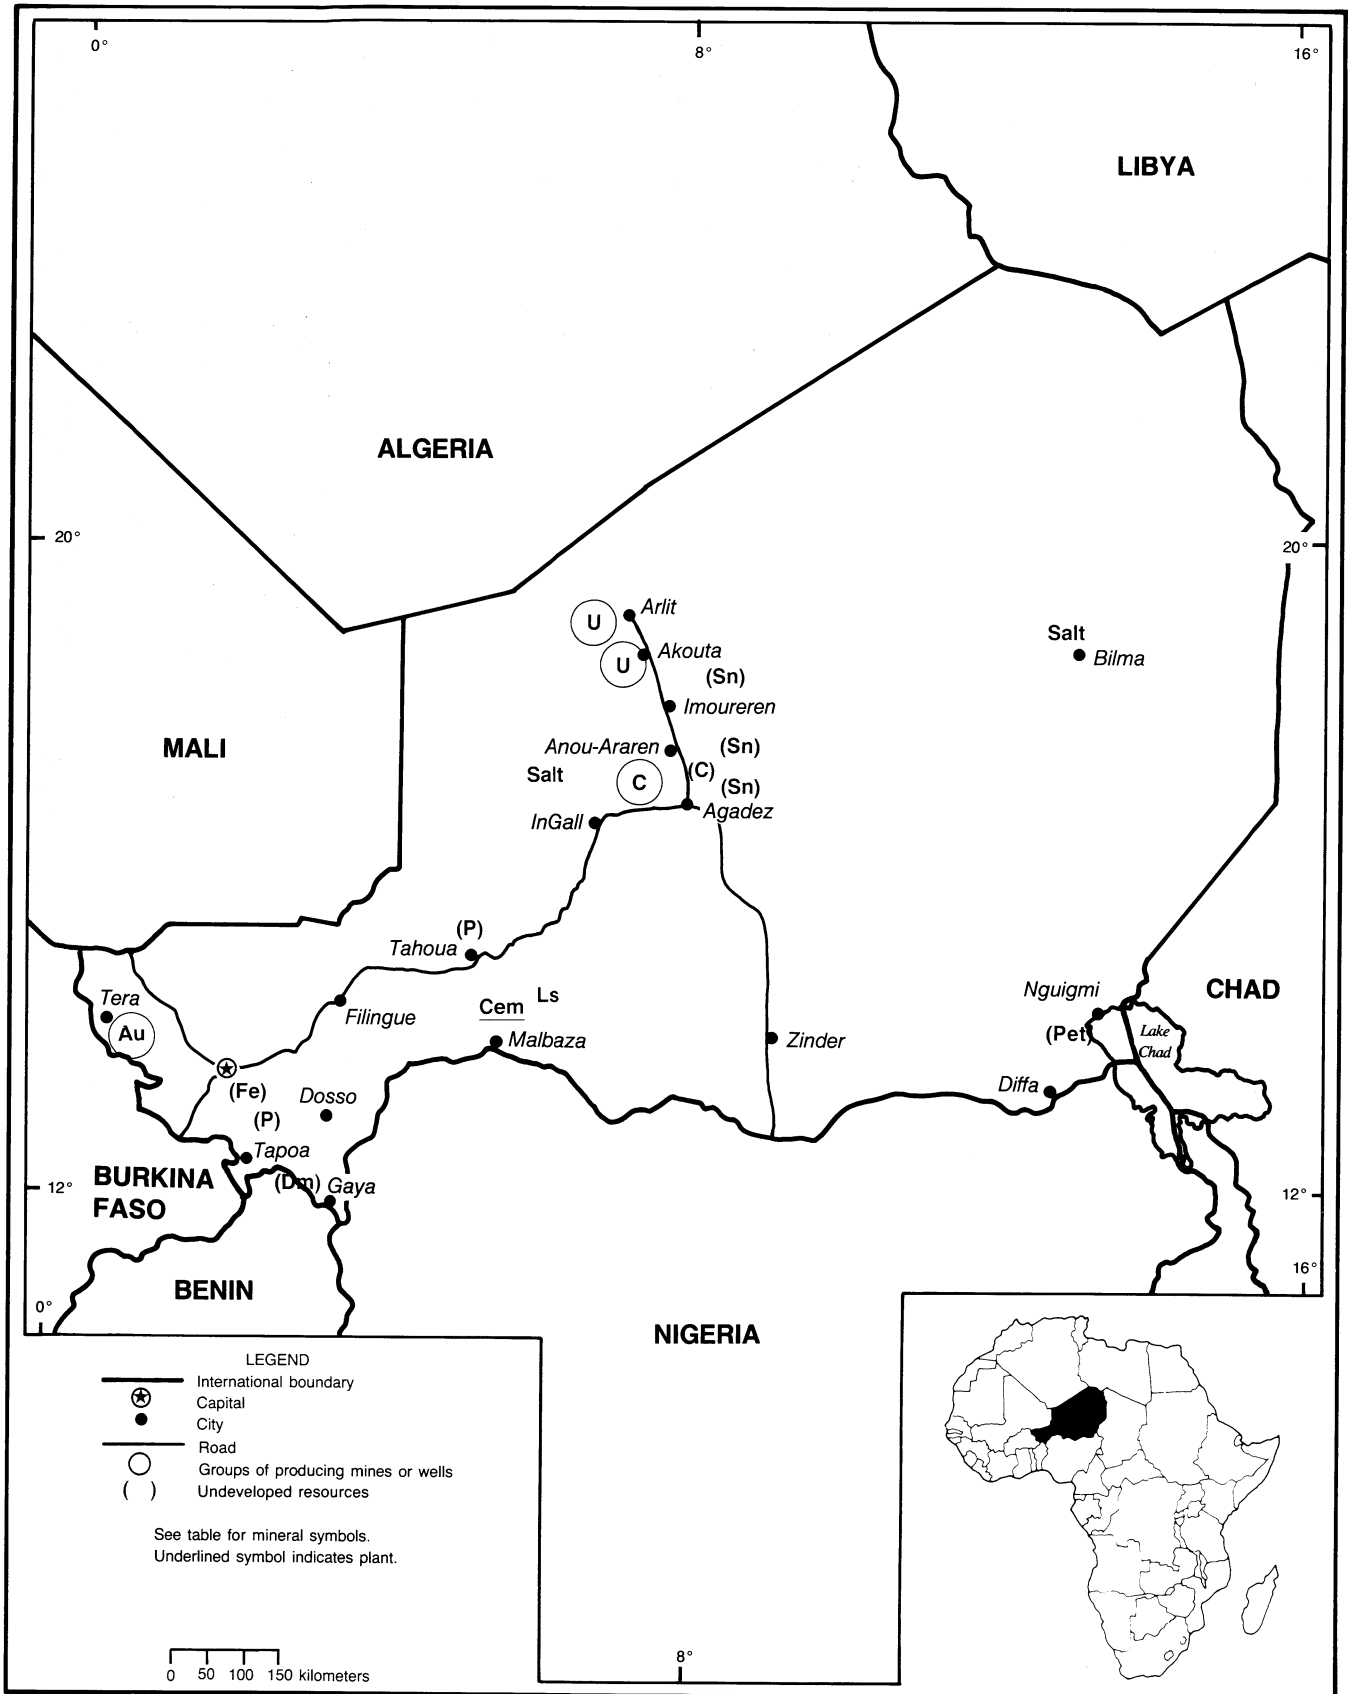 0°
8°
16°
LIBYA
ALGERIA
20°
20°
Arlit
U
Salt
Akouta
U
Bilma
(Sn)
Imoureren
MALI
Anou-Araren
(Sn)
Salt
(C)
C
(Sn)
Agadez
InGall
(P)
Tahoua
Nguigmi
CHAD
Tera
Cem
Ls
Filingue
Au
(Pet)
Lake
Chad
Malbaza
Zinder
Diffa
(Fe)
Dosso
(P)
Tapoa
BURKINA
FASO
(Dm)
Gaya
12°
12°
16°
BENIN
0°
NIGERIA
LEGEND
International boundary
Capital
City
Road
Groups of producing mines or wells
( ) Undeveloped resources
See table for mineral symbols.
Underlined symbol indicates plant.
0 50 100 150 kilometers
8°